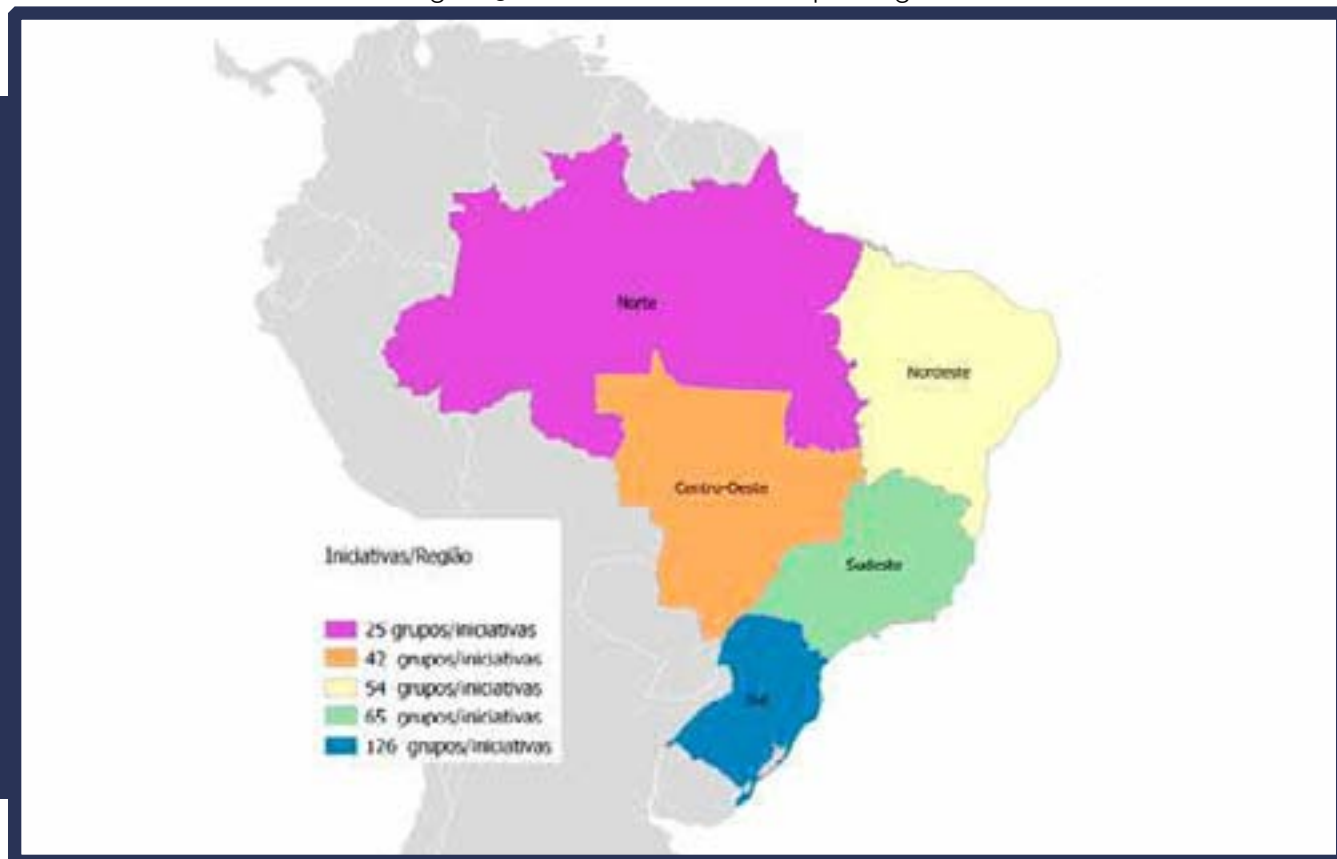 Norte
Nordeste
Centro-Oeste
Sudeste
Sul
Iniciativas/Região
25 grupos/iniciativas
42 grupos/iniciativas
54 grupos/iniciativas
65 grupos/iniciativas
126 grupos/iniciativas